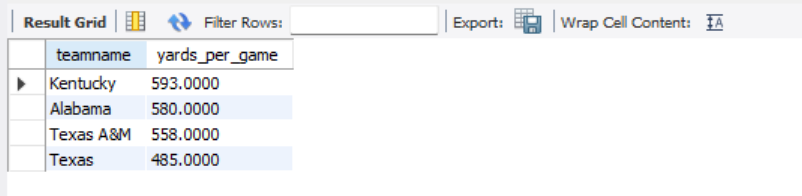 Result Grid Filter Rows: Export: Wrap Cell Content: IA
teamname yards_per_game
Kentucky 593.0000
Alabama 580.0000
Texas A&M 558.0000
Texas 485.0000